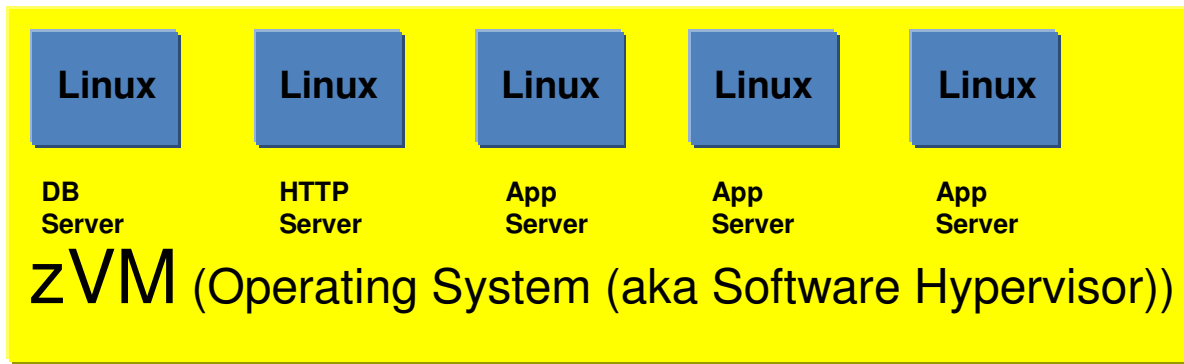 Linux Linux Linux Linux Linux
DB HTTP App App App
Server Server Server Server Server
zVM (Operating System (aka Software Hypervisor))